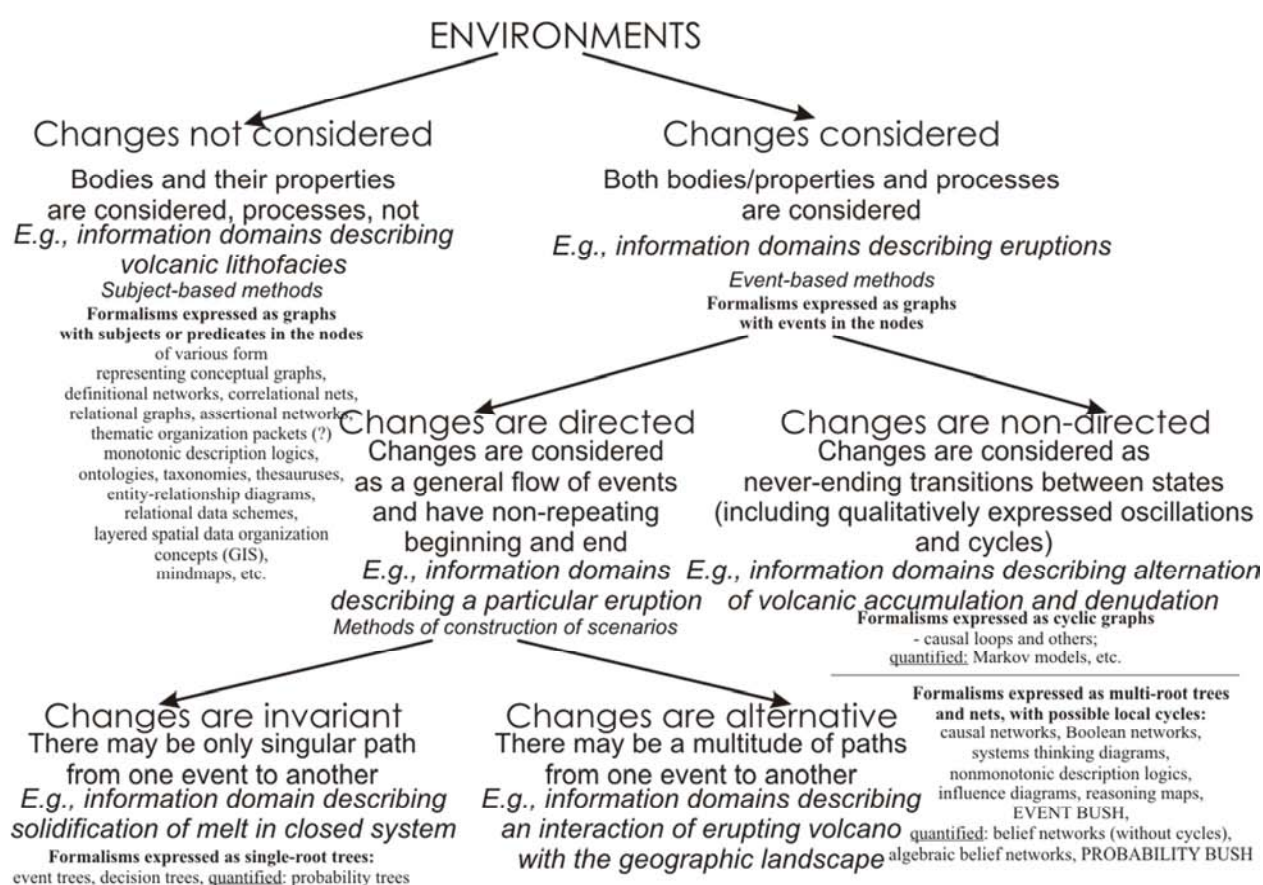 ENVIRONMENTS
Changes not considered
Bodies and their properties
are considered, processes, not
E.g., information domains describing
volcanic lithofacies
Subject-based methods
Formalisms expressed as graphs
with subjects or predicates in the nodes
of various form
representing conceptual graphs,
definitional networks, correlational nets,
relational graphs, assertional networks,
thematic organization packets (?)
monotonic description logics,
ontologies, taxonomies, thesauruses,
entity-relationship diagrams,
relational data schemes,
layered spatial data organization
concepts (GIS),
mindmaps, etc.
Changes considered
Both bodies/properties and processes
are considered
E.g., information domains describing eruptions
Event-based methods
Formalisms expressed as graphs
with events in the nodes
Changes are directed
Changes are considered
as a general flow of events
and have non-repeating
beginning and end
E.g., information domains
describing a particular eruption
Methods of construction of scenarios
Changes are non-directed
Changes are considered as
never-ending transitions between states
(including qualitatively expressed oscillations
and cycles)
E.g., information domains describing alternation
of volcanic accumulation and denudation
Formalisms expressed as cyclic graphs
- causal loops and others;
quantified: Markov models, etc.
Changes are invariant
There may be only singular path
from one event to another
E.g., information domain describing
solidification of melt in closed system
Formalisms expressed as single-root trees:
event trees, decision trees, quantified: probability trees
Changes are alternative
There may be a multitude of paths
from one event to another
E.g., information domains describing
an interaction of erupting volcano
with the geographic landscape
Formalisms expressed as multi-root trees
and nets, with possible local cycles:
causal networks, Boolean networks,
systems thinking diagrams,
nonmonotonic description logics,
influence diagrams, reasoning maps,
EVENT BUSH,
quantified: belief networks (without cycles),
algebraic belief networks, PROBABILITY BUSH